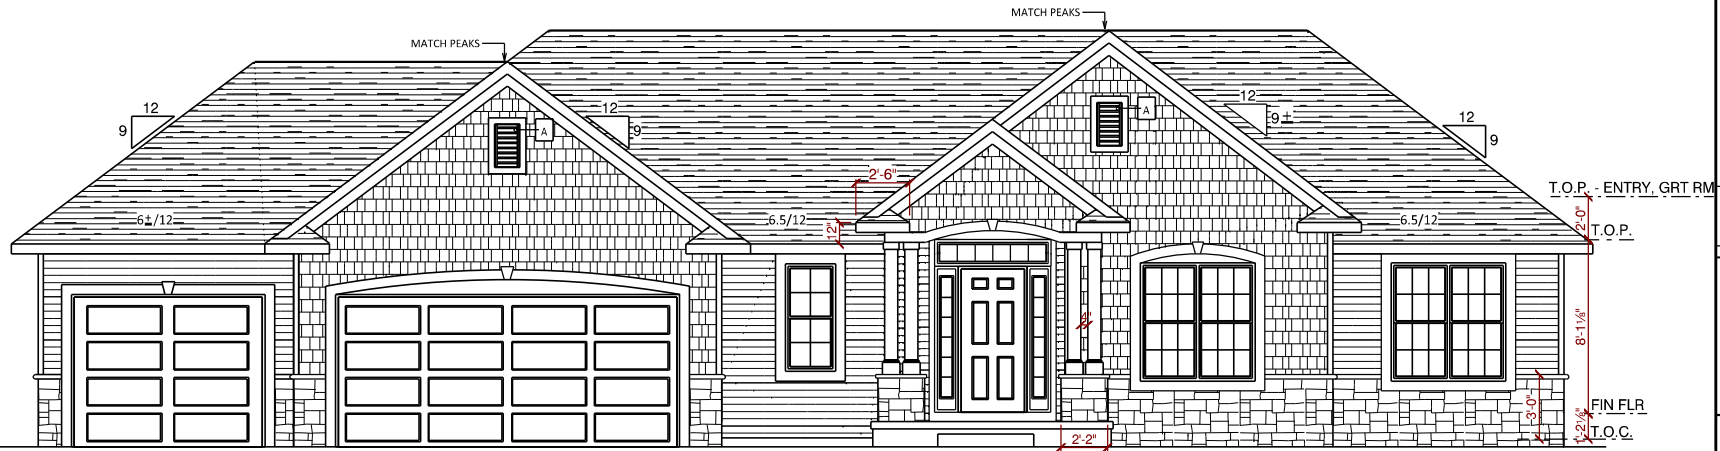 MATCH PEAKS
MATCH PEAKS
12
9
12
9
A
12
9±
A
12
9
2'-6"
T.O.P. - ENTRY, GRT RM
6±/12
6.5/12
12"
6.5/12
2'-0"
T.O.P.
4"
8'-1⅛"
3'-0"
FIN FLR
1'-2⅞"
T.O.C.
2'-2"